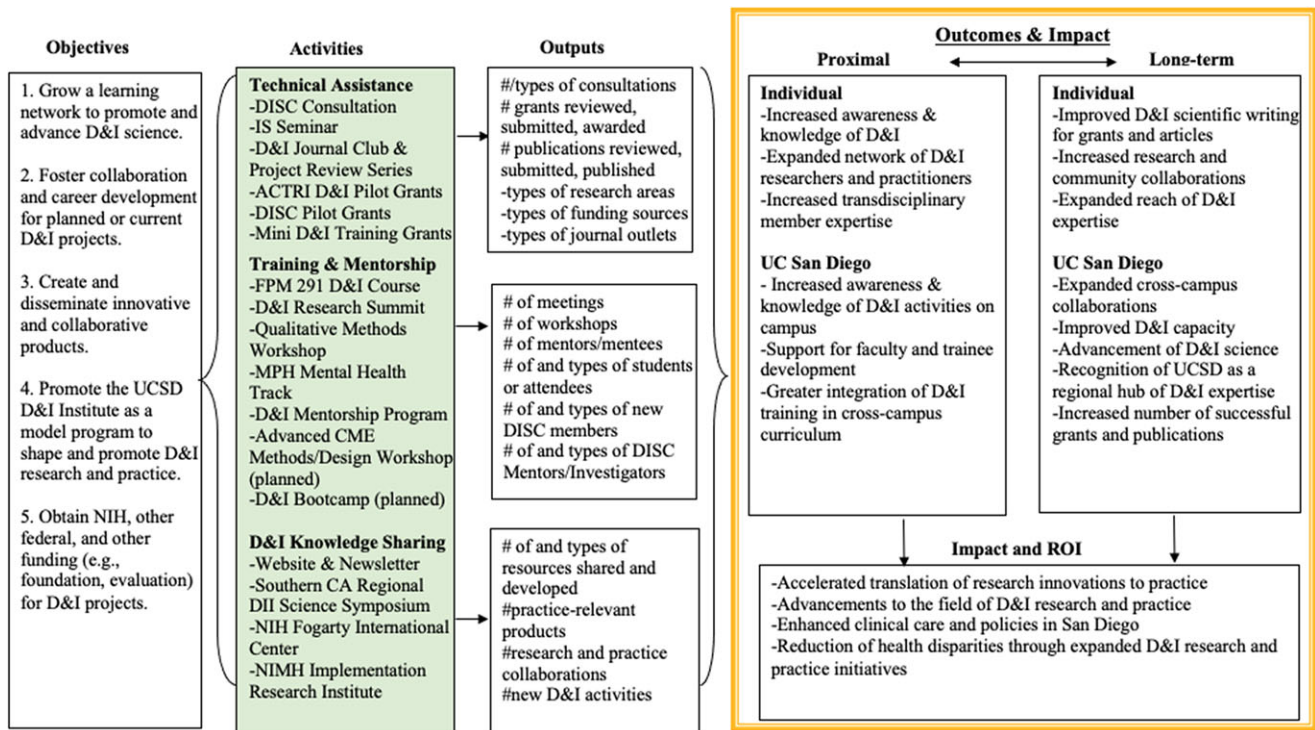 Objectives
1. Grow a learning
network to promote and
advance D&I science.
2. Foster collaboration
and career development
for planned or current
D&I projects.
3. Create and
disseminate innovative
and collaborative
products.
4. Promote the UCSD
D&I Institute as a
model program to
shape and promote D&I
research and practice.
5. Obtain NIH, other
federal, and other
funding (e.g.,
foundation, evaluation)
for D&I projects.
Activities
Technical Assistance
-DISC Consultation
-IS Seminar
-D&I Journal Club &
Project Review Series
-ACTRI D&I Pilot Grants
-DISC Pilot Grants
-Mini D&I Training Grants
Training & Mentorship
-FPM 291 D&I Course
-D&I Research Summit
-Qualitative Methods
Workshop
-MPH Mental Health
Track
-D&I Mentorship Program
-Advanced CME
Methods/Design Workshop
(planned)
-D&I Bootcamp (planned)
D&I Knowledge Sharing
-Website & Newsletter
-Southern CA Regional
DII Science Symposium
-NIH Fogarty International
Center
-NIMH Implementation
Research Institute
Outputs
#/types of consultations
# grants reviewed,
submitted, awarded
# publications reviewed,
submitted, published
-types of research areas
-types of funding sources
-types of journal outlets
# of meetings
# of workshops
# of mentors/mentees
# of and types of students
or attendees
# of and types of new
DISC members
# of and types of DISC
Mentors/Investigators
# of and types of
resources shared and
developed
#practice-relevant
products
#research and practice
collaborations
#new D&I activities
Outcomes & Impact
Proximal
Individual
-Increased awareness &
knowledge of D&I
-Expanded network of D&I
researchers and practitioners
-Increased transdisciplinary
member expertise
UC San Diego
- Increased awareness &
knowledge of D&I activities on
campus
-Support for faculty and trainee
development
-Greater integration of D&I
training in cross-campus
curriculum
Long-term
Individual
-Improved D&I scientific writing
for grants and articles
-Increased research and
community collaborations
-Expanded reach of D&I
expertise
UC San Diego
-Expanded cross-campus
collaborations
-Improved D&I capacity
-Advancement of D&I science
-Recognition of UCSD as a
regional hub of D&I expertise
-Increased number of successful
grants and publications
Impact and ROI
-Accelerated translation of research innovations to practice
-Advancements to the field of D&I research and practice
-Enhanced clinical care and policies in San Diego
-Reduction of health disparities through expanded D&I research and
practice initiatives